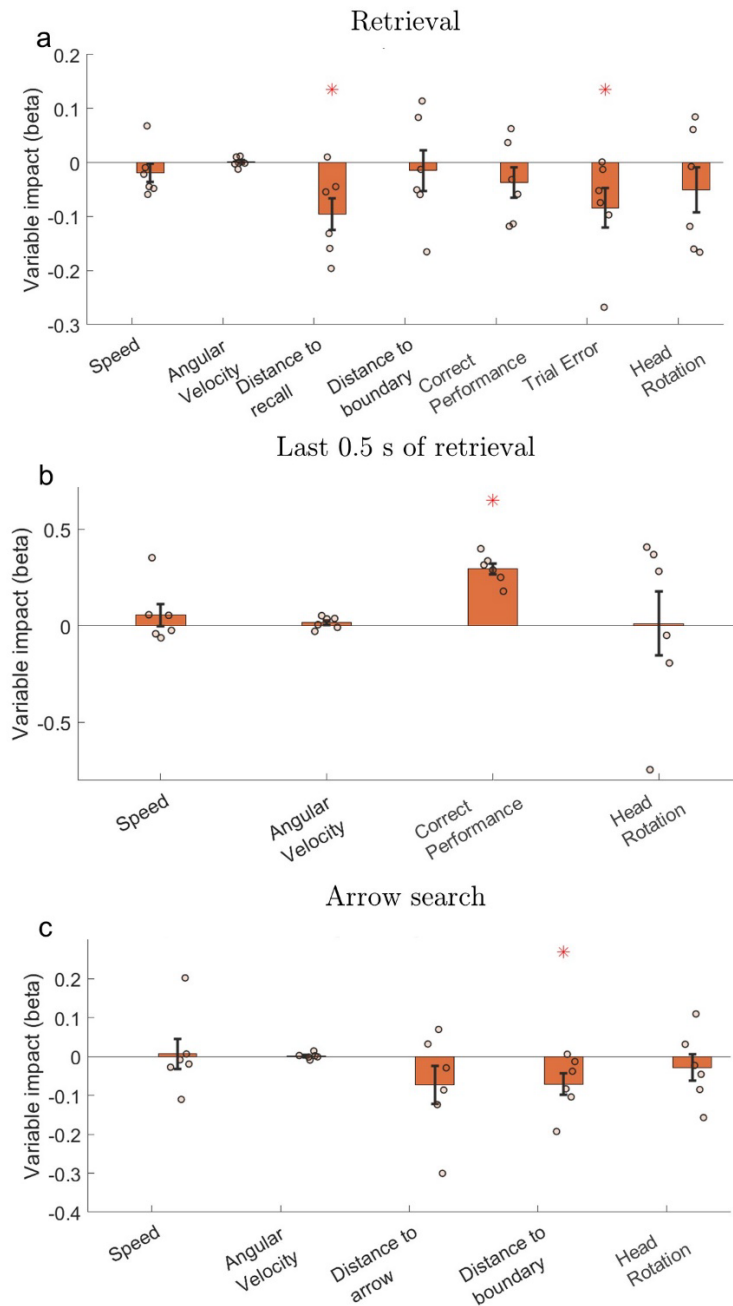 Retrieval
a
Variable impact (beta)
0.2
0.1
0
-0.1
-0.2
-0.3
Speed
Angular
Velocity
Distance to
recall
Distance to
boundary
Correct
Performance
Trial Error
Head
Rotation
*
*
Last 0.5 s of retrieval
b
Variable impact (beta)
0.5
0
-0.5
Speed
Angular
Velocity
Correct
Performance
Head
Rotation
*
Arrow search
c
Variable impact (beta)
0.2
0.1
0
-0.1
-0.2
-0.3
-0.4
Speed
Angular
Velocity
Distance to
arrow
Distance to
boundary
Head
Rotation
*